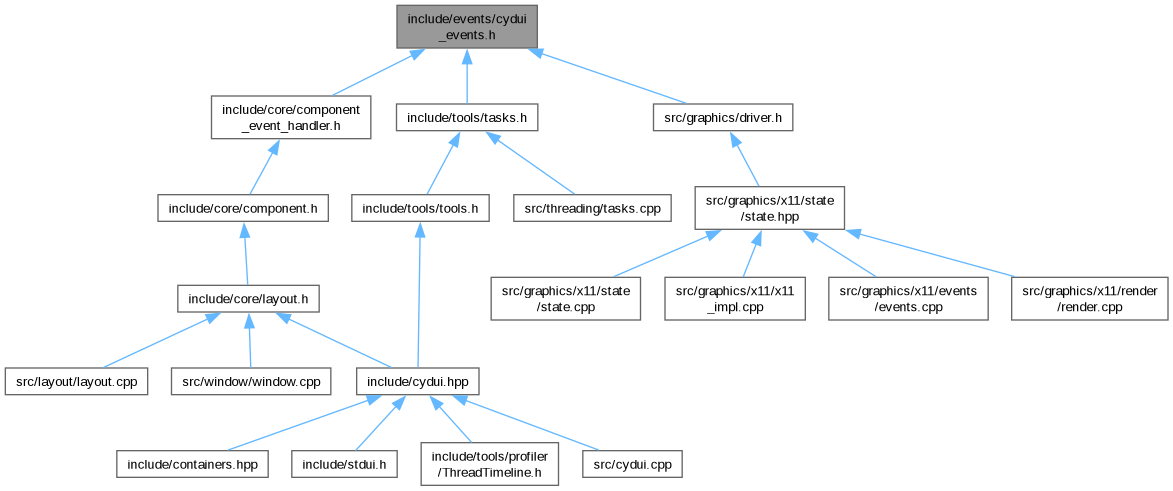 include/events/cydui
_events.h
include/core/component
_event_handler.h
include/tools/tasks.h
src/graphics/driver.h
include/core/component.h
include/tools/tools.h
src/threading/tasks.cpp
src/graphics/x11/state
/state.hpp
include/core/layout.h
src/graphics/x11/state
/state.cpp
src/graphics/x11/x11
_impl.cpp
src/graphics/x11/events
/events.cpp
src/graphics/x11/render
/render.cpp
src/layout/layout.cpp
src/window/window.cpp
include/cydui.hpp
include/containers.hpp
include/stdui.h
include/tools/profiler
/ThreadTimeline.h
src/cydui.cpp